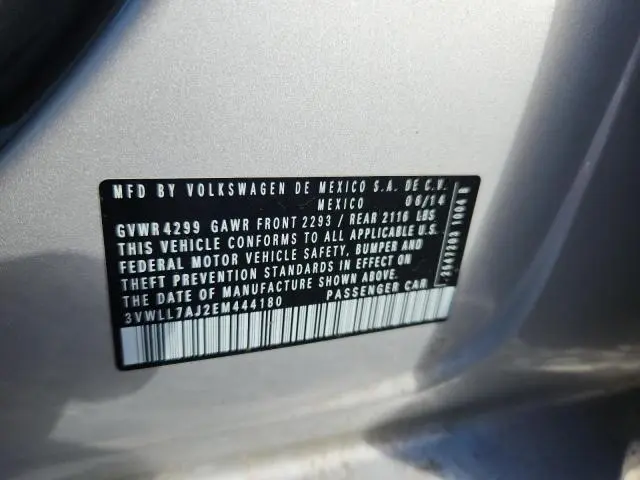 MFD BY VOLKSWAGEN DE MEXICO S.A. DE C.V.
MEXICO 06/14
GVWR 4299 GAWR FRONT 2293 / REAR 2116 LBS
THIS VEHICLE CONFORMS TO ALL APPLICABLE U.S.
FEDERAL MOTOR VEHICLE SAFETY, BUMPER AND
THEFT PREVENTION STANDARDS IN EFFECT ON
THE DATE OF MANUFACTURE SHOWN ABOVE.
3VWLL7AJ2EM444180 PASSENGER CAR
1004